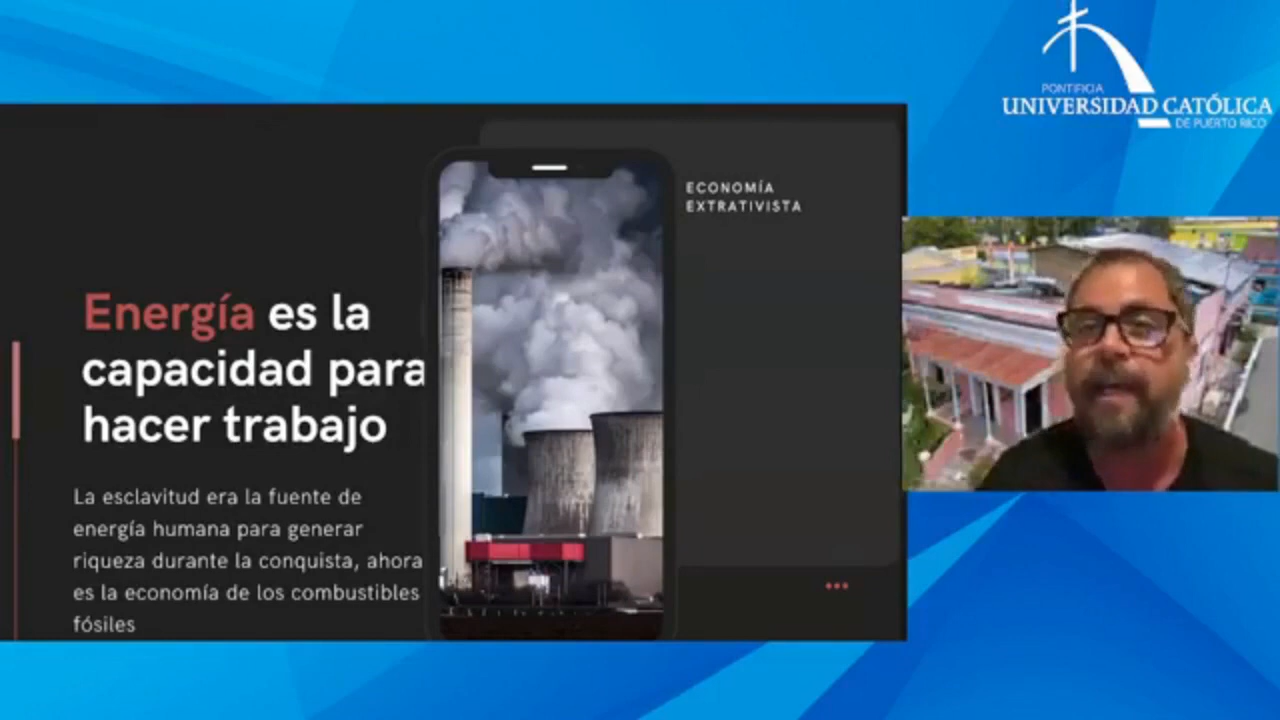 PONTIFICIA
UNIVERSIDAD CATÓLICA
DE PUERTO RICO
ECONOMÍA
EXTRATIVISTA
Energía es la
capacidad para
hacer trabajo
La esclavitud era la fuente de
energía humana para generar
riqueza durante la conquista, ahora
es la economía de los combustibles
fósiles